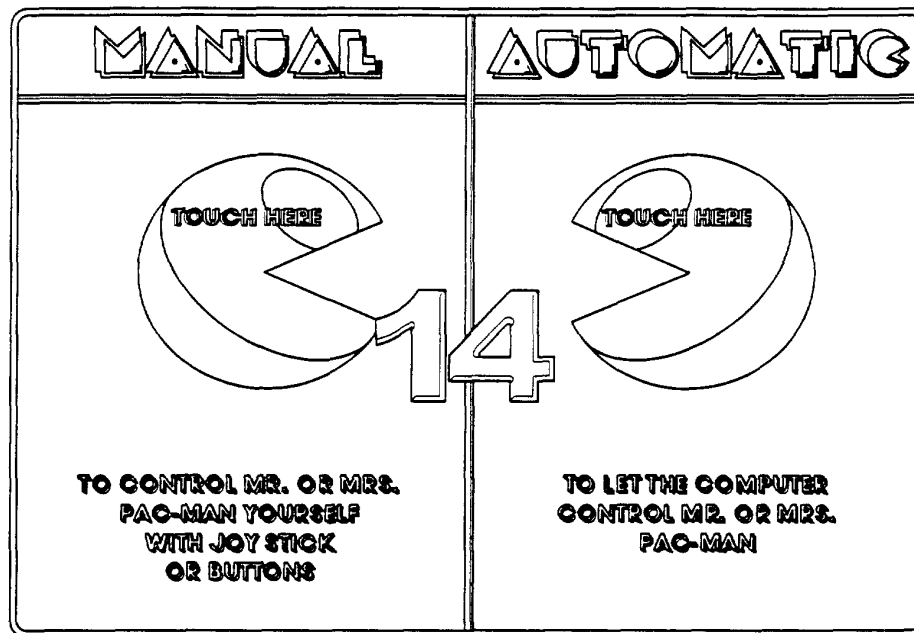 MANUAL
AUTOMATIC
TOUCH HERE
TOUCH HERE
14
TO CONTROL MR. OR MRS.
PAC-MAN YOURSELF
WITH JOY STICK
OR BUTTONS
TO LET THE COMPUTER
CONTROL MR. OR MRS.
PAC-MAN